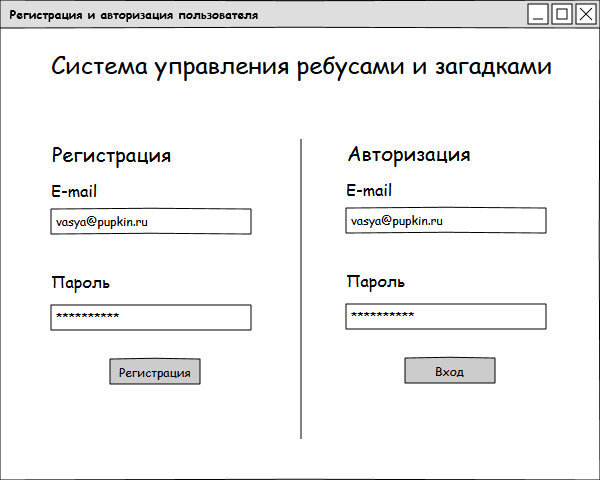 Регистрация и авторизация пользователя
Система управления ребусами и загадками
Регистрация
E-mail
vasya@pupkin.ru
Пароль
**********
Регистрация
Авторизация
E-mail
vasya@pupkin.ru
Пароль
**********
Вход